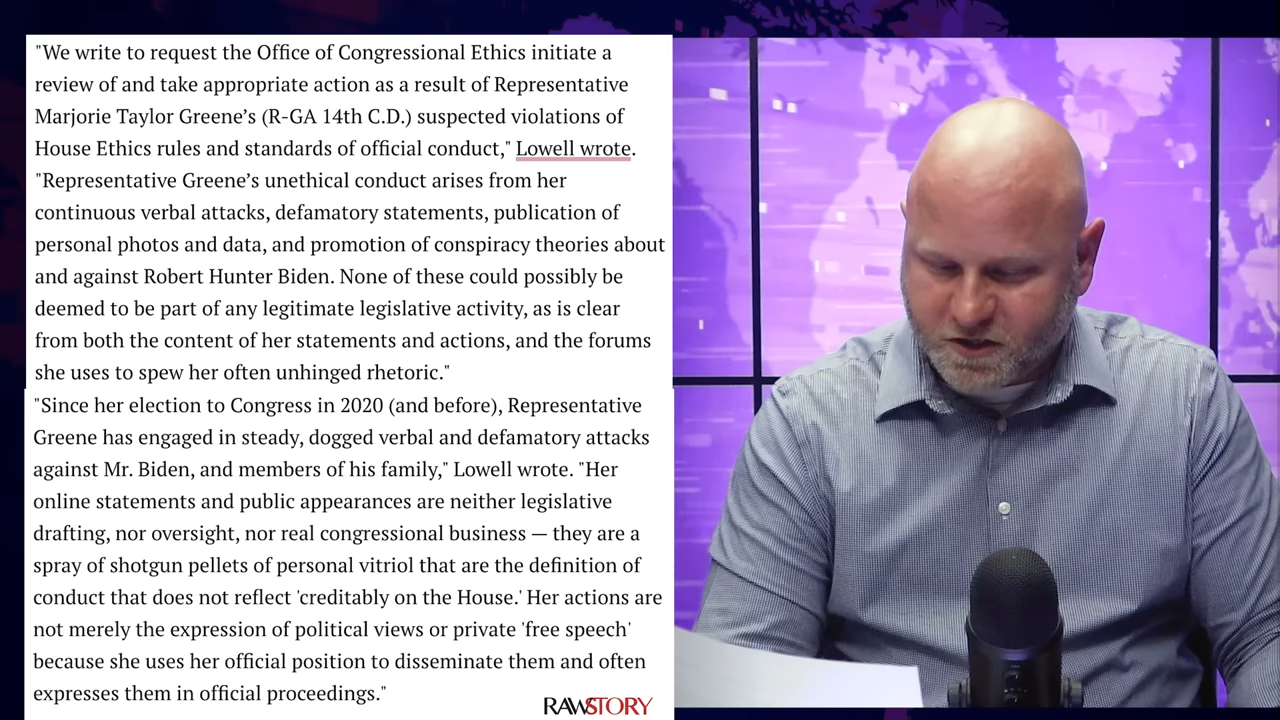 "We write to request the Office of Congressional Ethics initiate a
review of and take appropriate action as a result of Representative
Marjorie Taylor Greene’s (R-GA 14th C.D.) suspected violations of
House Ethics rules and standards of official conduct," Lowell wrote.
"Representative Greene’s unethical conduct arises from her
continuous verbal attacks, defamatory statements, publication of
personal photos and data, and promotion of conspiracy theories about
and against Robert Hunter Biden. None of these could possibly be
deemed to be part of any legitimate legislative activity, as is clear
from both the content of her statements and actions, and the forums
she uses to spew her often unhinged rhetoric."
"Since her election to Congress in 2020 (and before), Representative
Greene has engaged in steady, dogged verbal and defamatory attacks
against Mr. Biden, and members of his family," Lowell wrote. "Her
online statements and public appearances are neither legislative
drafting, nor oversight, nor real congressional business — they are a
spray of shotgun pellets of personal vitriol that are the definition of
conduct that does not reflect 'creditably on the House.' Her actions are
not merely the expression of political views or private 'free speech'
because she uses her official position to disseminate them and often
expresses them in official proceedings."
RAWSTORY